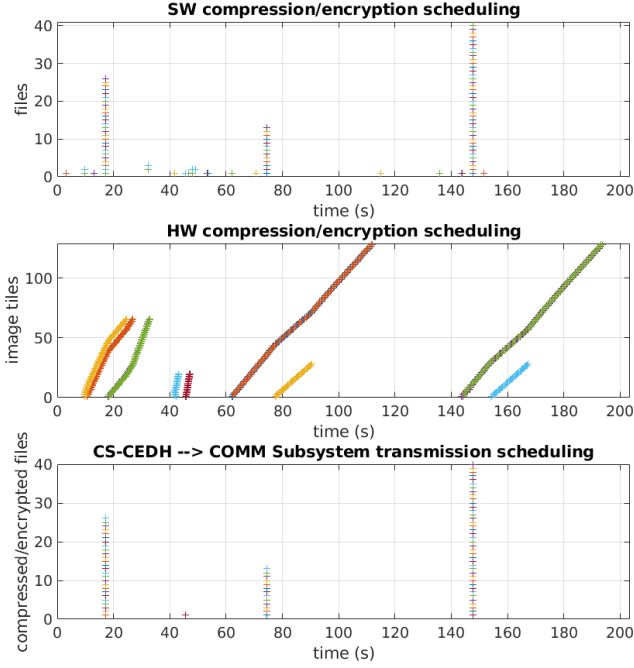 SW compression/encryption scheduling
40
30
20
10
0
files
0 20 40 60 80 100 120 140 160 180 200
time (s)
HW compression/encryption scheduling
100
50
0
image tiles
0 20 40 60 80 100 120 140 160 180 200
time (s)
CS-CEDH --> COMM Subsystem transmission scheduling
40
30
20
10
0
compressed/encrypted files
0 20 40 60 80 100 120 140 160 180 200
time (s)